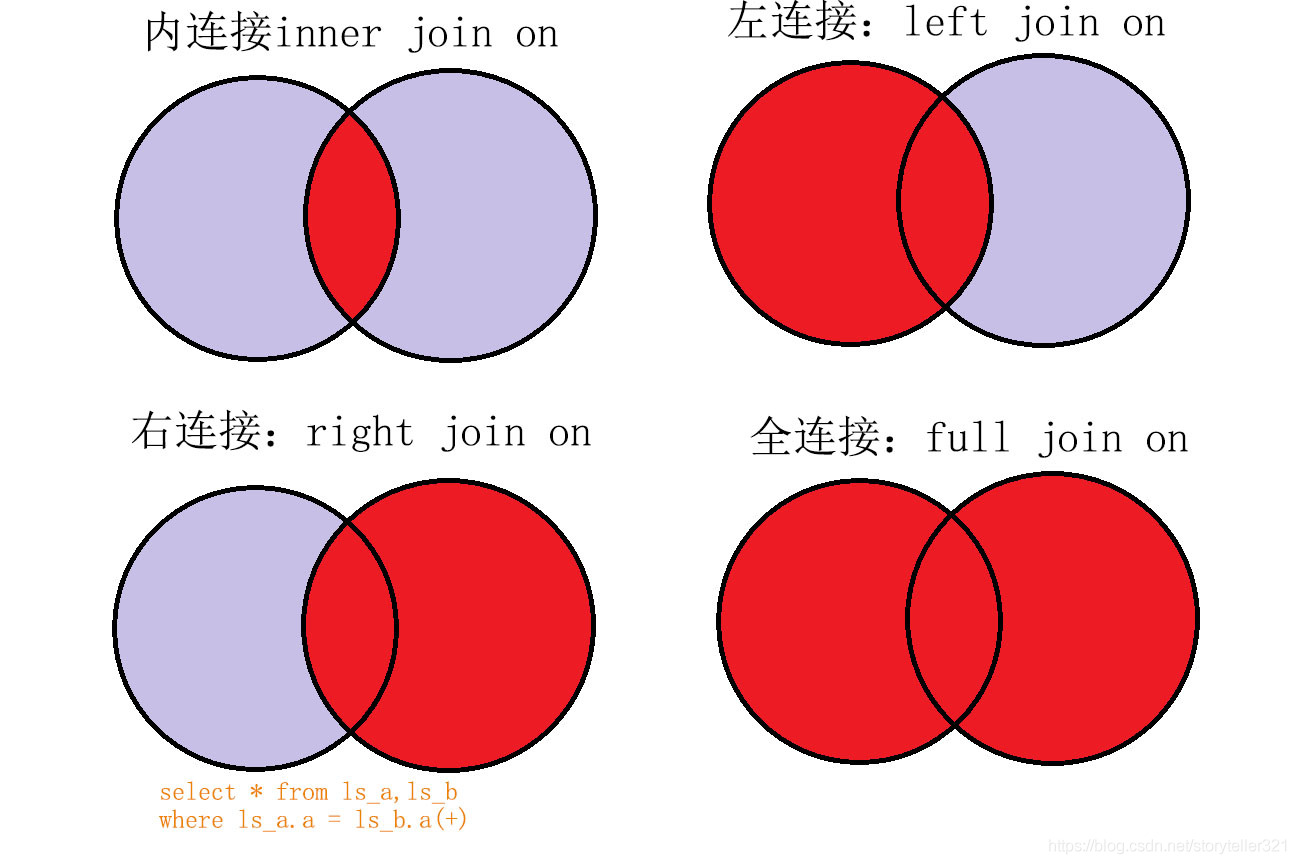 内连接inner join on
左连接：left join on
右连接：right join on
全连接：full join on
select * from ls_a,ls_b
where ls_a.a = ls_b.a(+)
https://blog.csdn.net/storyteller321